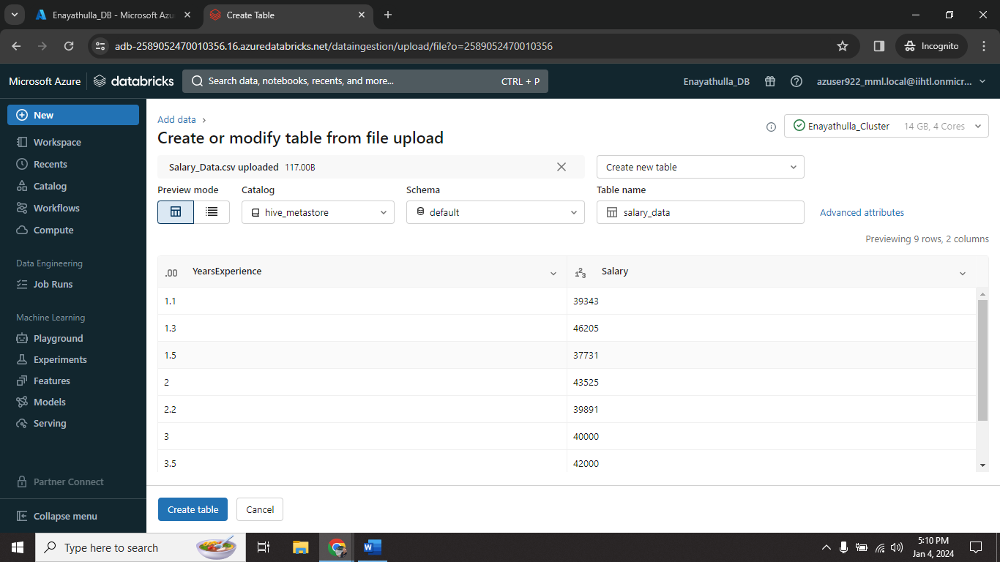 Enayathulla_DB - Microsoft Azu
Create Table
adb-2589052470010356.16.azuredatabricks.net/dataingestion/upload/file?o=2589052470010356
Incognito
Microsoft Azure
databricks
Search data, notebooks, recents, and more...
CTRL + P
Enayathulla_DB
azuser922_mml.local@iihtl.onmicr...
New
Workspace
Recents
Catalog
Workflows
Compute
Data Engineering
Job Runs
Machine Learning
Playground
Experiments
Features
Models
Serving
Partner Connect
Collapse menu
Add data
Create or modify table from file upload
Enayathulla_Cluster 14 GB, 4 Cores
Salary_Data.csv uploaded 117.00B
Create new table
Preview mode
Catalog
Schema
Table name
hive_metastore
default
salary_data
Advanced attributes
Previewing 9 rows, 2 columns
.00 YearsExperience
123 Salary
1.1 39343
1.3 46205
1.5 37731
2 43525
2.2 39891
3 40000
3.5 42000
Create table
Cancel
Type here to search
5:10 PM
Jan 4, 2024